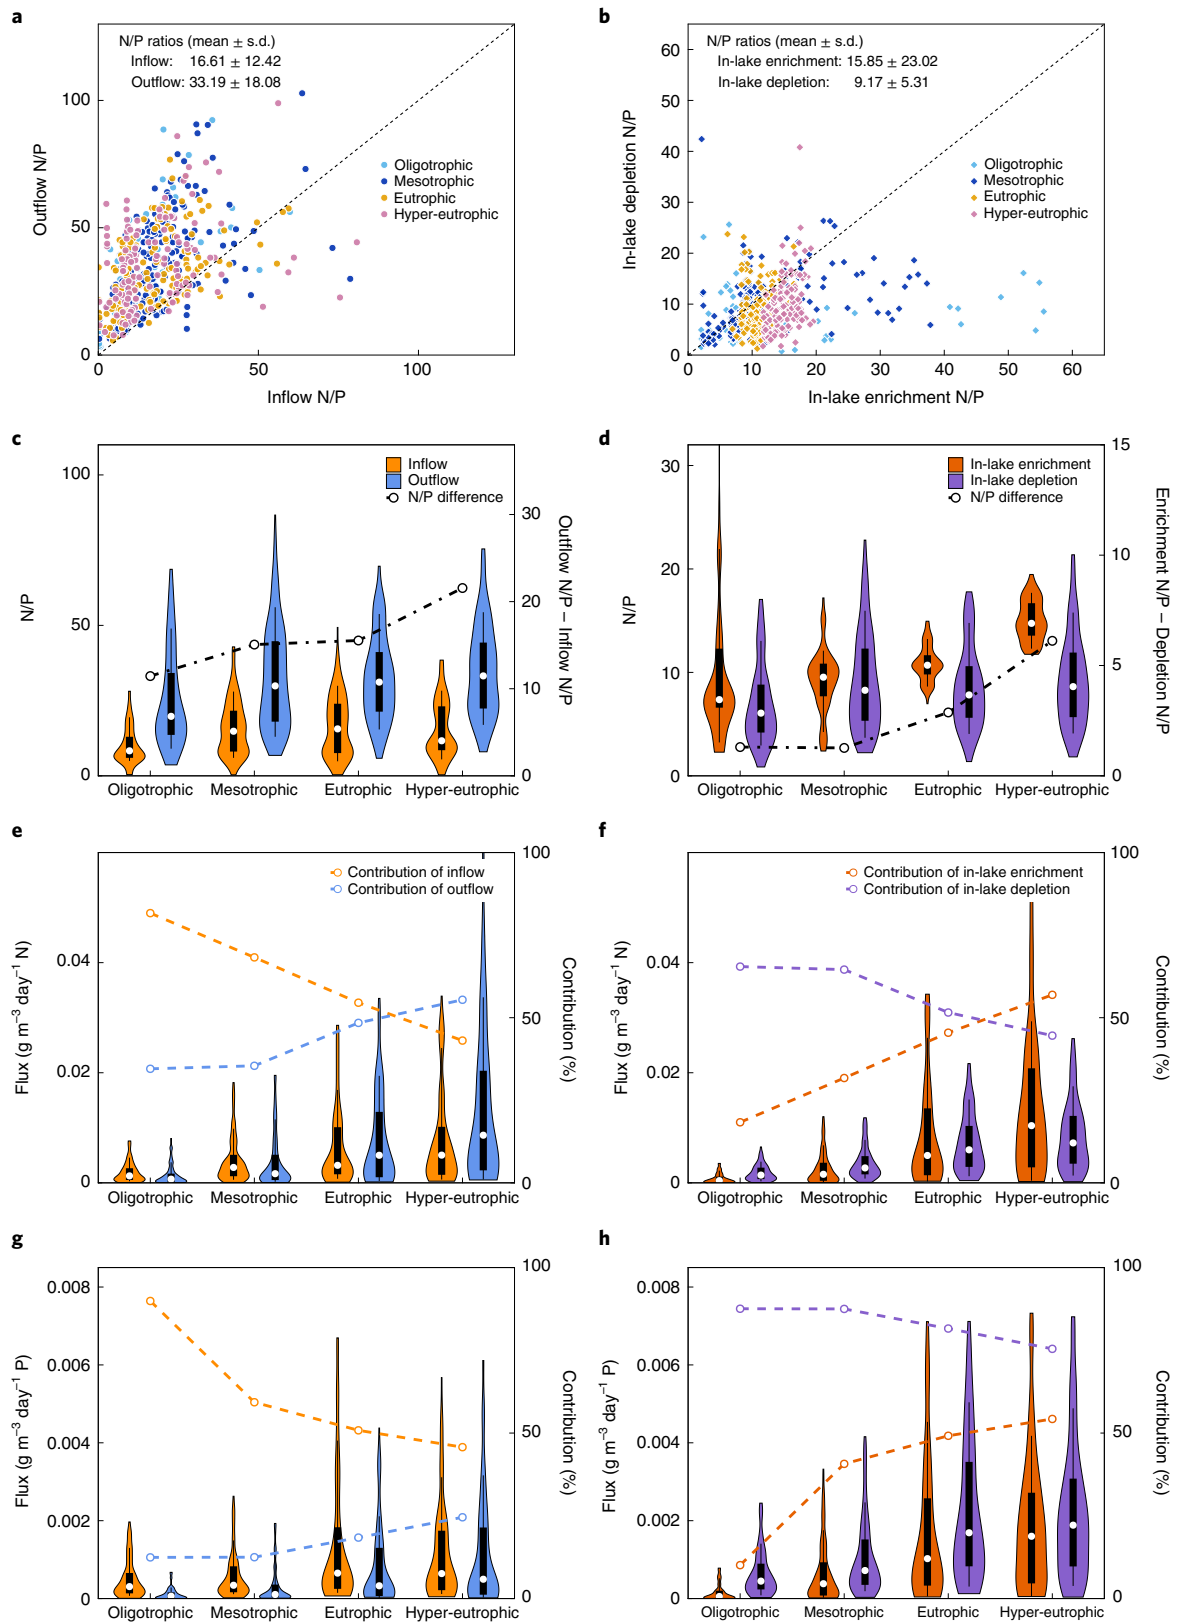 a
N/P ratios (mean ± s.d.)
Inflow: 16.61 ± 12.42
Outflow: 33.19 ± 18.08
Oligotrophic
Mesotrophic
Eutrophic
Hyper-eutrophic
Outflow N/P
100
50
0
0 50 100
Inflow N/P
b
N/P ratios (mean ± s.d.)
In-lake enrichment: 15.85 ± 23.02
In-lake depletion: 9.17 ± 5.31
Oligotrophic
Mesotrophic
Eutrophic
Hyper-eutrophic
In-lake depletion N/P
60
50
40
30
20
10
0
0 10 20 30 40 50 60
In-lake enrichment N/P
c
Inflow
Outflow
N/P difference
N/P
100
50
0
Outflow N/P – Inflow N/P
30
20
10
0
Oligotrophic Mesotrophic Eutrophic Hyper-eutrophic
d
In-lake enrichment
In-lake depletion
N/P difference
N/P
30
20
10
0
Enrichment N/P – Depletion N/P
15
10
5
0
Oligotrophic Mesotrophic Eutrophic Hyper-eutrophic
e
Contribution of inflow
Contribution of outflow
Flux (g m⁻³ day⁻¹ N)
0.04
0.02
0
Contribution (%)
100
50
0
Oligotrophic Mesotrophic Eutrophic Hyper-eutrophic
f
Contribution of in-lake enrichment
Contribution of in-lake depletion
Flux (g m⁻³ day⁻¹ N)
0.04
0.02
0
Contribution (%)
100
50
0
Oligotrophic Mesotrophic Eutrophic Hyper-eutrophic
g
Flux (g m⁻³ day⁻¹ P)
0.008
0.006
0.004
0.002
0
Contribution (%)
100
50
0
Oligotrophic Mesotrophic Eutrophic Hyper-eutrophic
h
Flux (g m⁻³ day⁻¹ P)
0.008
0.006
0.004
0.002
0
Contribution (%)
100
50
0
Oligotrophic Mesotrophic Eutrophic Hyper-eutrophic